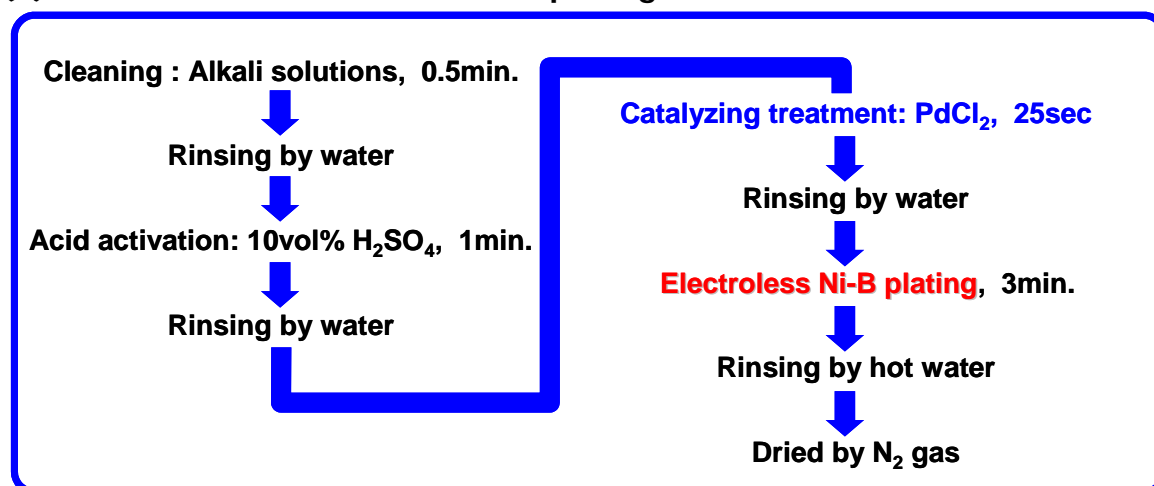 Cleaning : Alkali solutions, 0.5min.
Rinsing by water
Acid activation: 10vol% H₂SO₄, 1min.
Rinsing by water
Catalyzing treatment: PdCl₂, 25sec
Rinsing by water
Electroless Ni-B plating, 3min.
Rinsing by hot water
Dried by N₂ gas